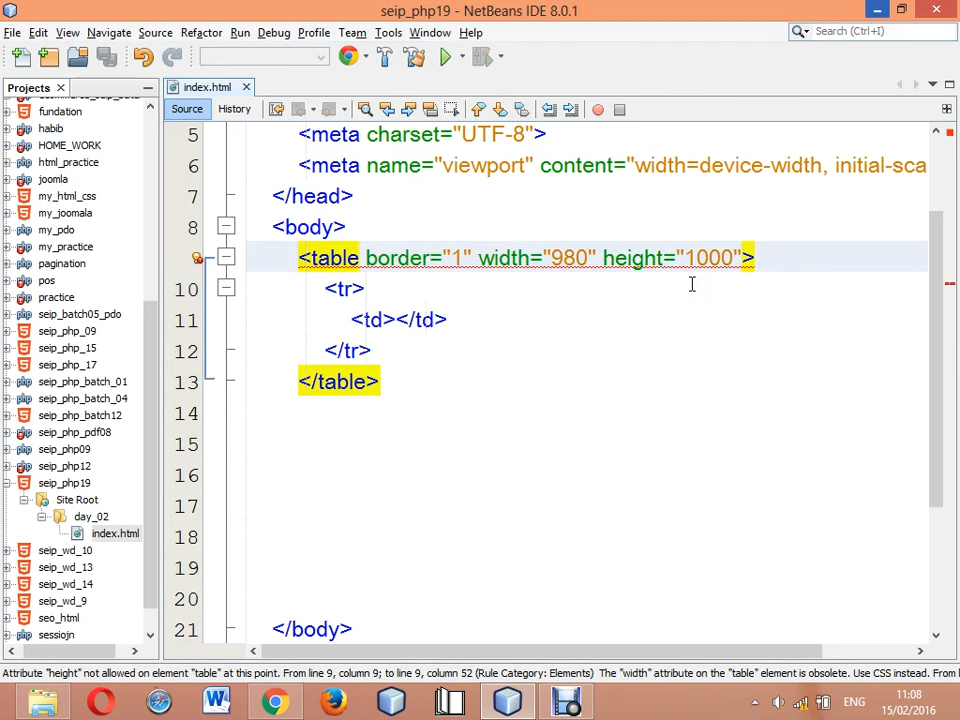 seip_php19 - NetBeans IDE 8.0.1
File Edit View Navigate Source Refactor Run Debug Profile Team Tools Window Help
Search (Ctrl+I)
Projects
index.html
Source History
fundation
habib
HOME_WORK
html_practice
joomla
my_html_css
my_joomala
my_pdo
my_practice
pagination
pos
practice
seip_batch05_pdo
seip_php_09
seip_php_15
seip_php_17
seip_php_batch_01
seip_php_batch_04
seip_php_batch12
seip_php_pdf08
seip_php09
seip_php12
seip_php19
Site Root
day_02
index.html
seip_wd_10
seip_wd_13
seip_wd_14
seip_wd_9
seo_html
sessiojn
5 <meta charset="UTF-8">
6 <meta name="viewport" content="width=device-width, initial-sca
7 </head>
8 <body>
<table border="1" width="980" height="1000">
10 <tr>
11 <td></td>
12 </tr>
13 </table>
14
15
16
17
18
19
20
21 </body>
Attribute "height" not allowed on element "table" at this point. From line 9, column 9; to line 9, column 52 (Rule Category: Elements) The "width" attribute on the "table" element is obsolete. Use CSS instead. From l
ENG
11:08
15/02/2016